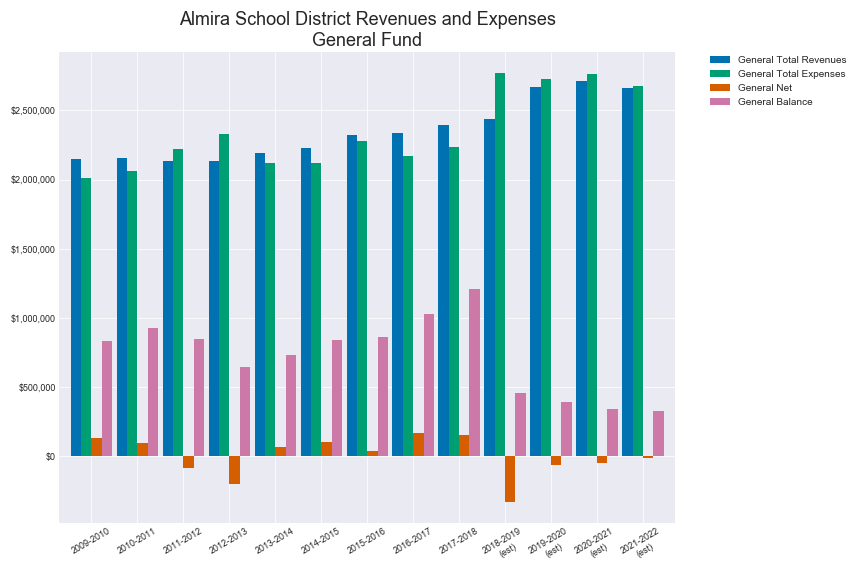 Almira School District Revenues and Expenses
General Fund
General Total Revenues
General Total Expenses
General Net
General Balance
$2,500,000
$2,000,000
$1,500,000
$1,000,000
$500,000
$0
2009-2010
2010-2011
2011-2012
2012-2013
2013-2014
2014-2015
2015-2016
2016-2017
2017-2018
2018-2019
(est)
2019-2020
(est)
2020-2021
(est)
2021-2022
(est)